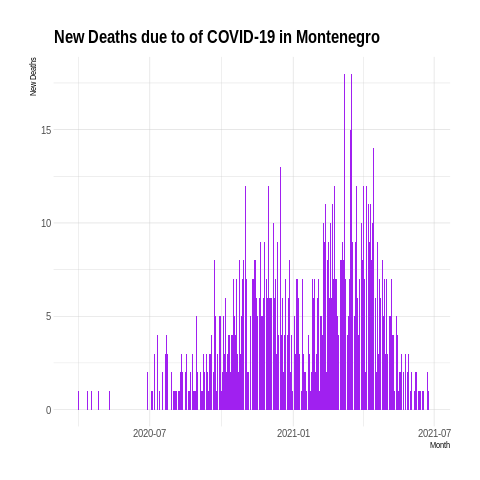 New Deaths due to of COVID-19 in Montenegro
New Deaths
15
10
5
0
2020-07
2021-01
2021-07
Month